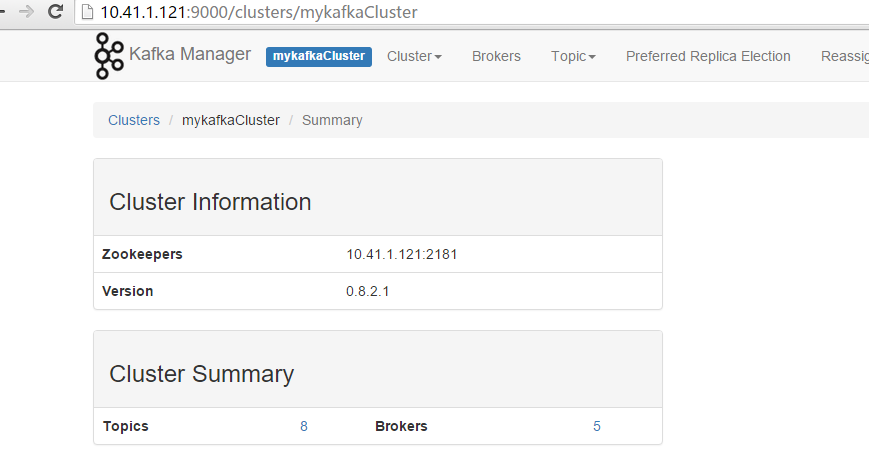 10.41.1.121:9000/clusters/mykafkaCluster
Kafka Manager mykafkaCluster Cluster Brokers Topic Preferred Replica Election Reassig
Clusters / mykafkaCluster / Summary
Cluster Information
Zookeepers 10.41.1.121:2181
Version 0.8.2.1
Cluster Summary
Topics 8 Brokers 5